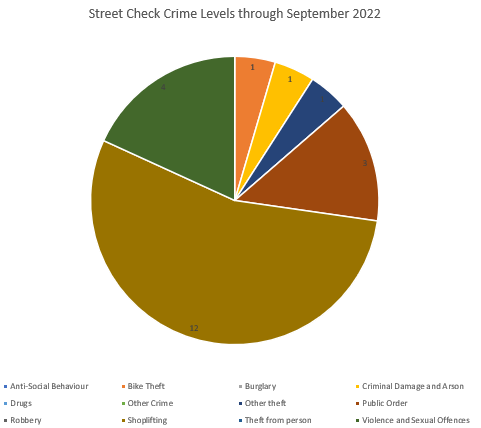 Street Check Crime Levels through September 2022
1
1
3
12
4
Anti-Social Behaviour Bike Theft Burglary Criminal Damage and Arson
Drugs Other Crime Other theft Public Order
Robbery Shoplifting Theft from person Violence and Sexual Offences